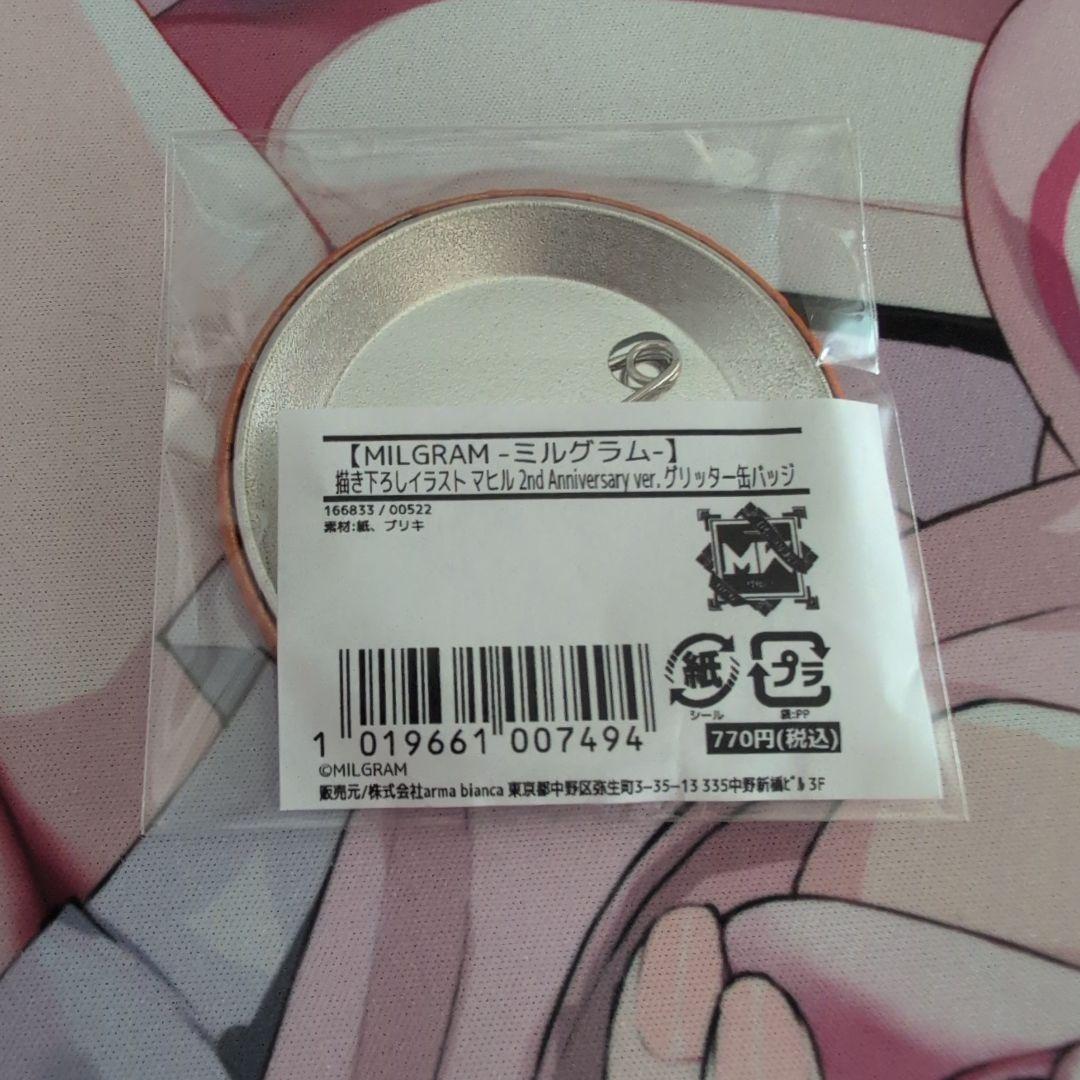 【MILGRAM -ミルグラム-】
描き下ろしイラスト マヒル 2nd Anniversary ver. グリッター缶バッジ
166833 / 00522
素材:紙、ブリキ
紙
プラ
シール
袋:PP
770円(税込)
1 019661 007494
©MILGRAM
販売元/株式会社arma bianca 東京都中野区弥生町3-35-13 335中野新橋ビル3F